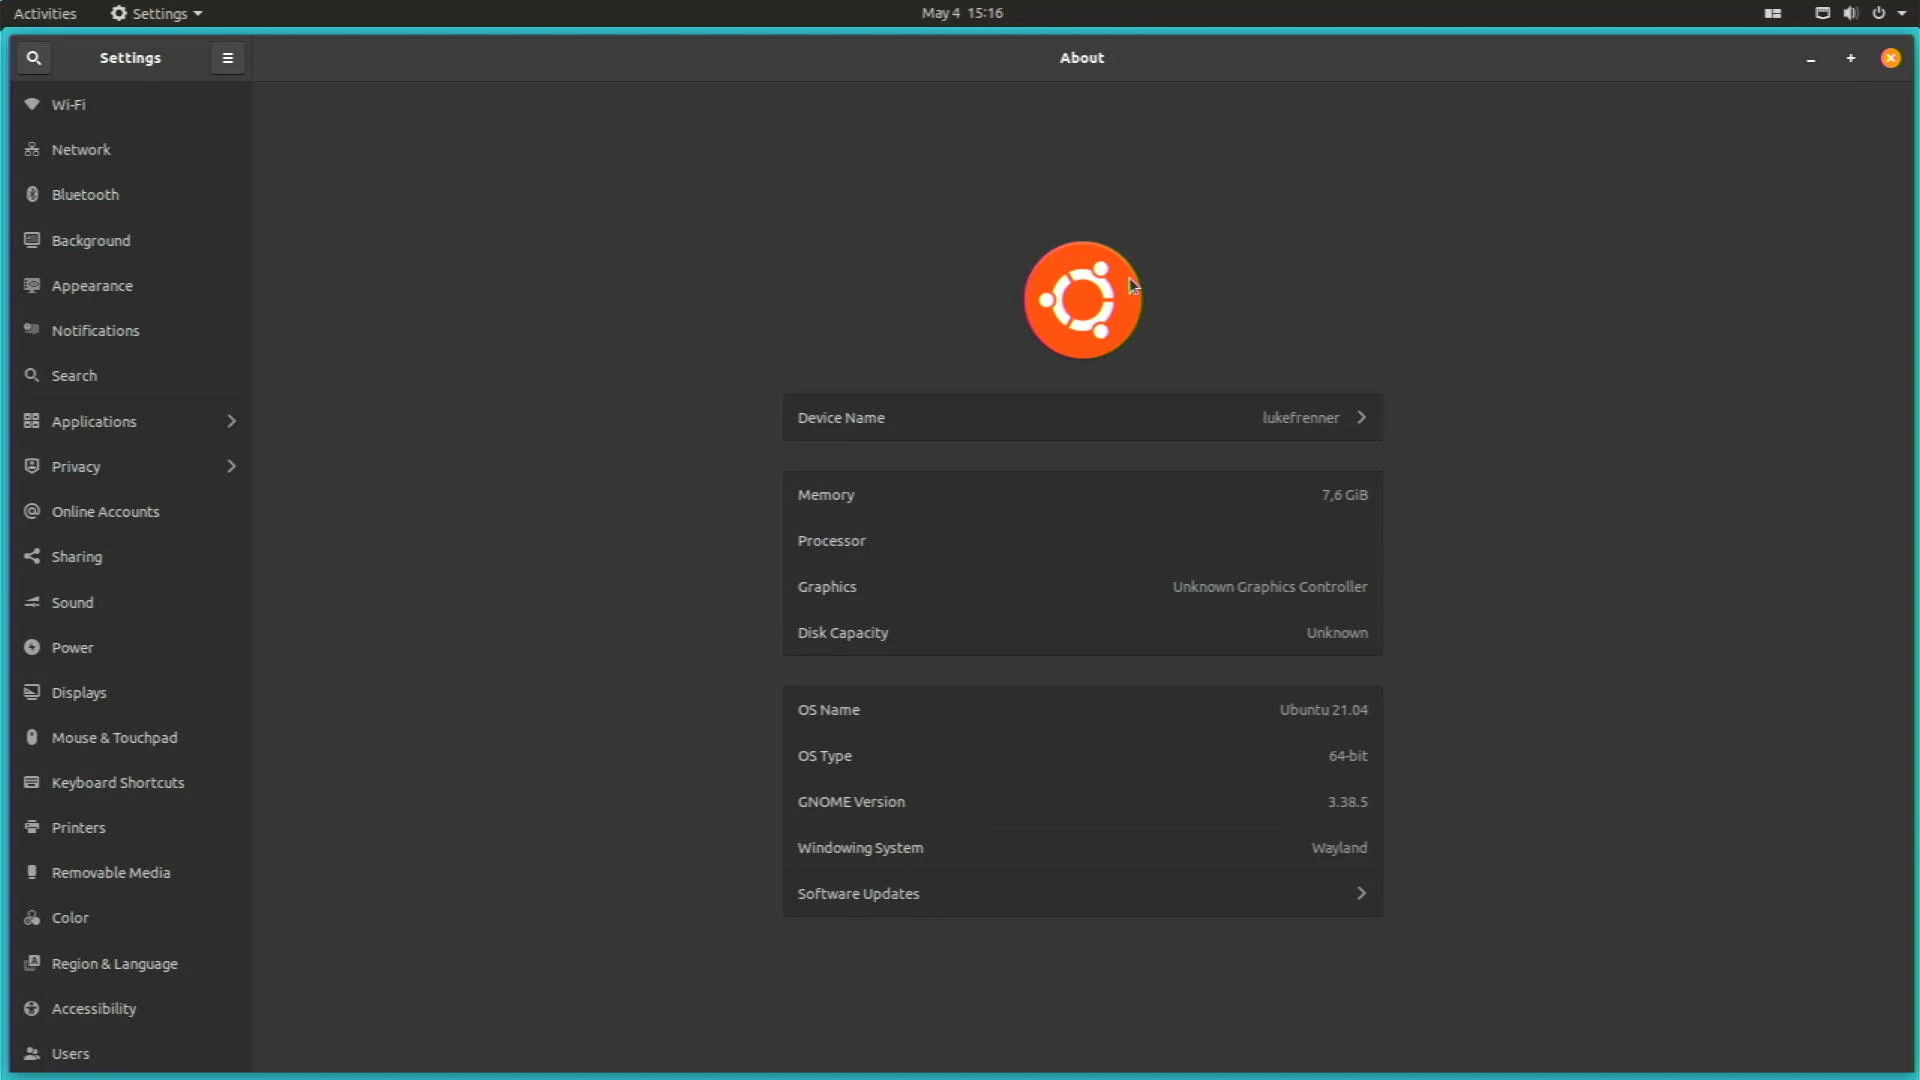 Activities
Settings
May 4 15:16
Settings
About
Wi-Fi
Network
Bluetooth
Background
Appearance
Notifications
Search
Applications
Privacy
Online Accounts
Sharing
Sound
Power
Displays
Mouse & Touchpad
Keyboard Shortcuts
Printers
Removable Media
Color
Region & Language
Accessibility
Users
Device Name lukefrenner
Memory 7,6 GiB
Processor
Graphics Unknown Graphics Controller
Disk Capacity Unknown
OS Name Ubuntu 21.04
OS Type 64-bit
GNOME Version 3.38.5
Windowing System Wayland
Software Updates